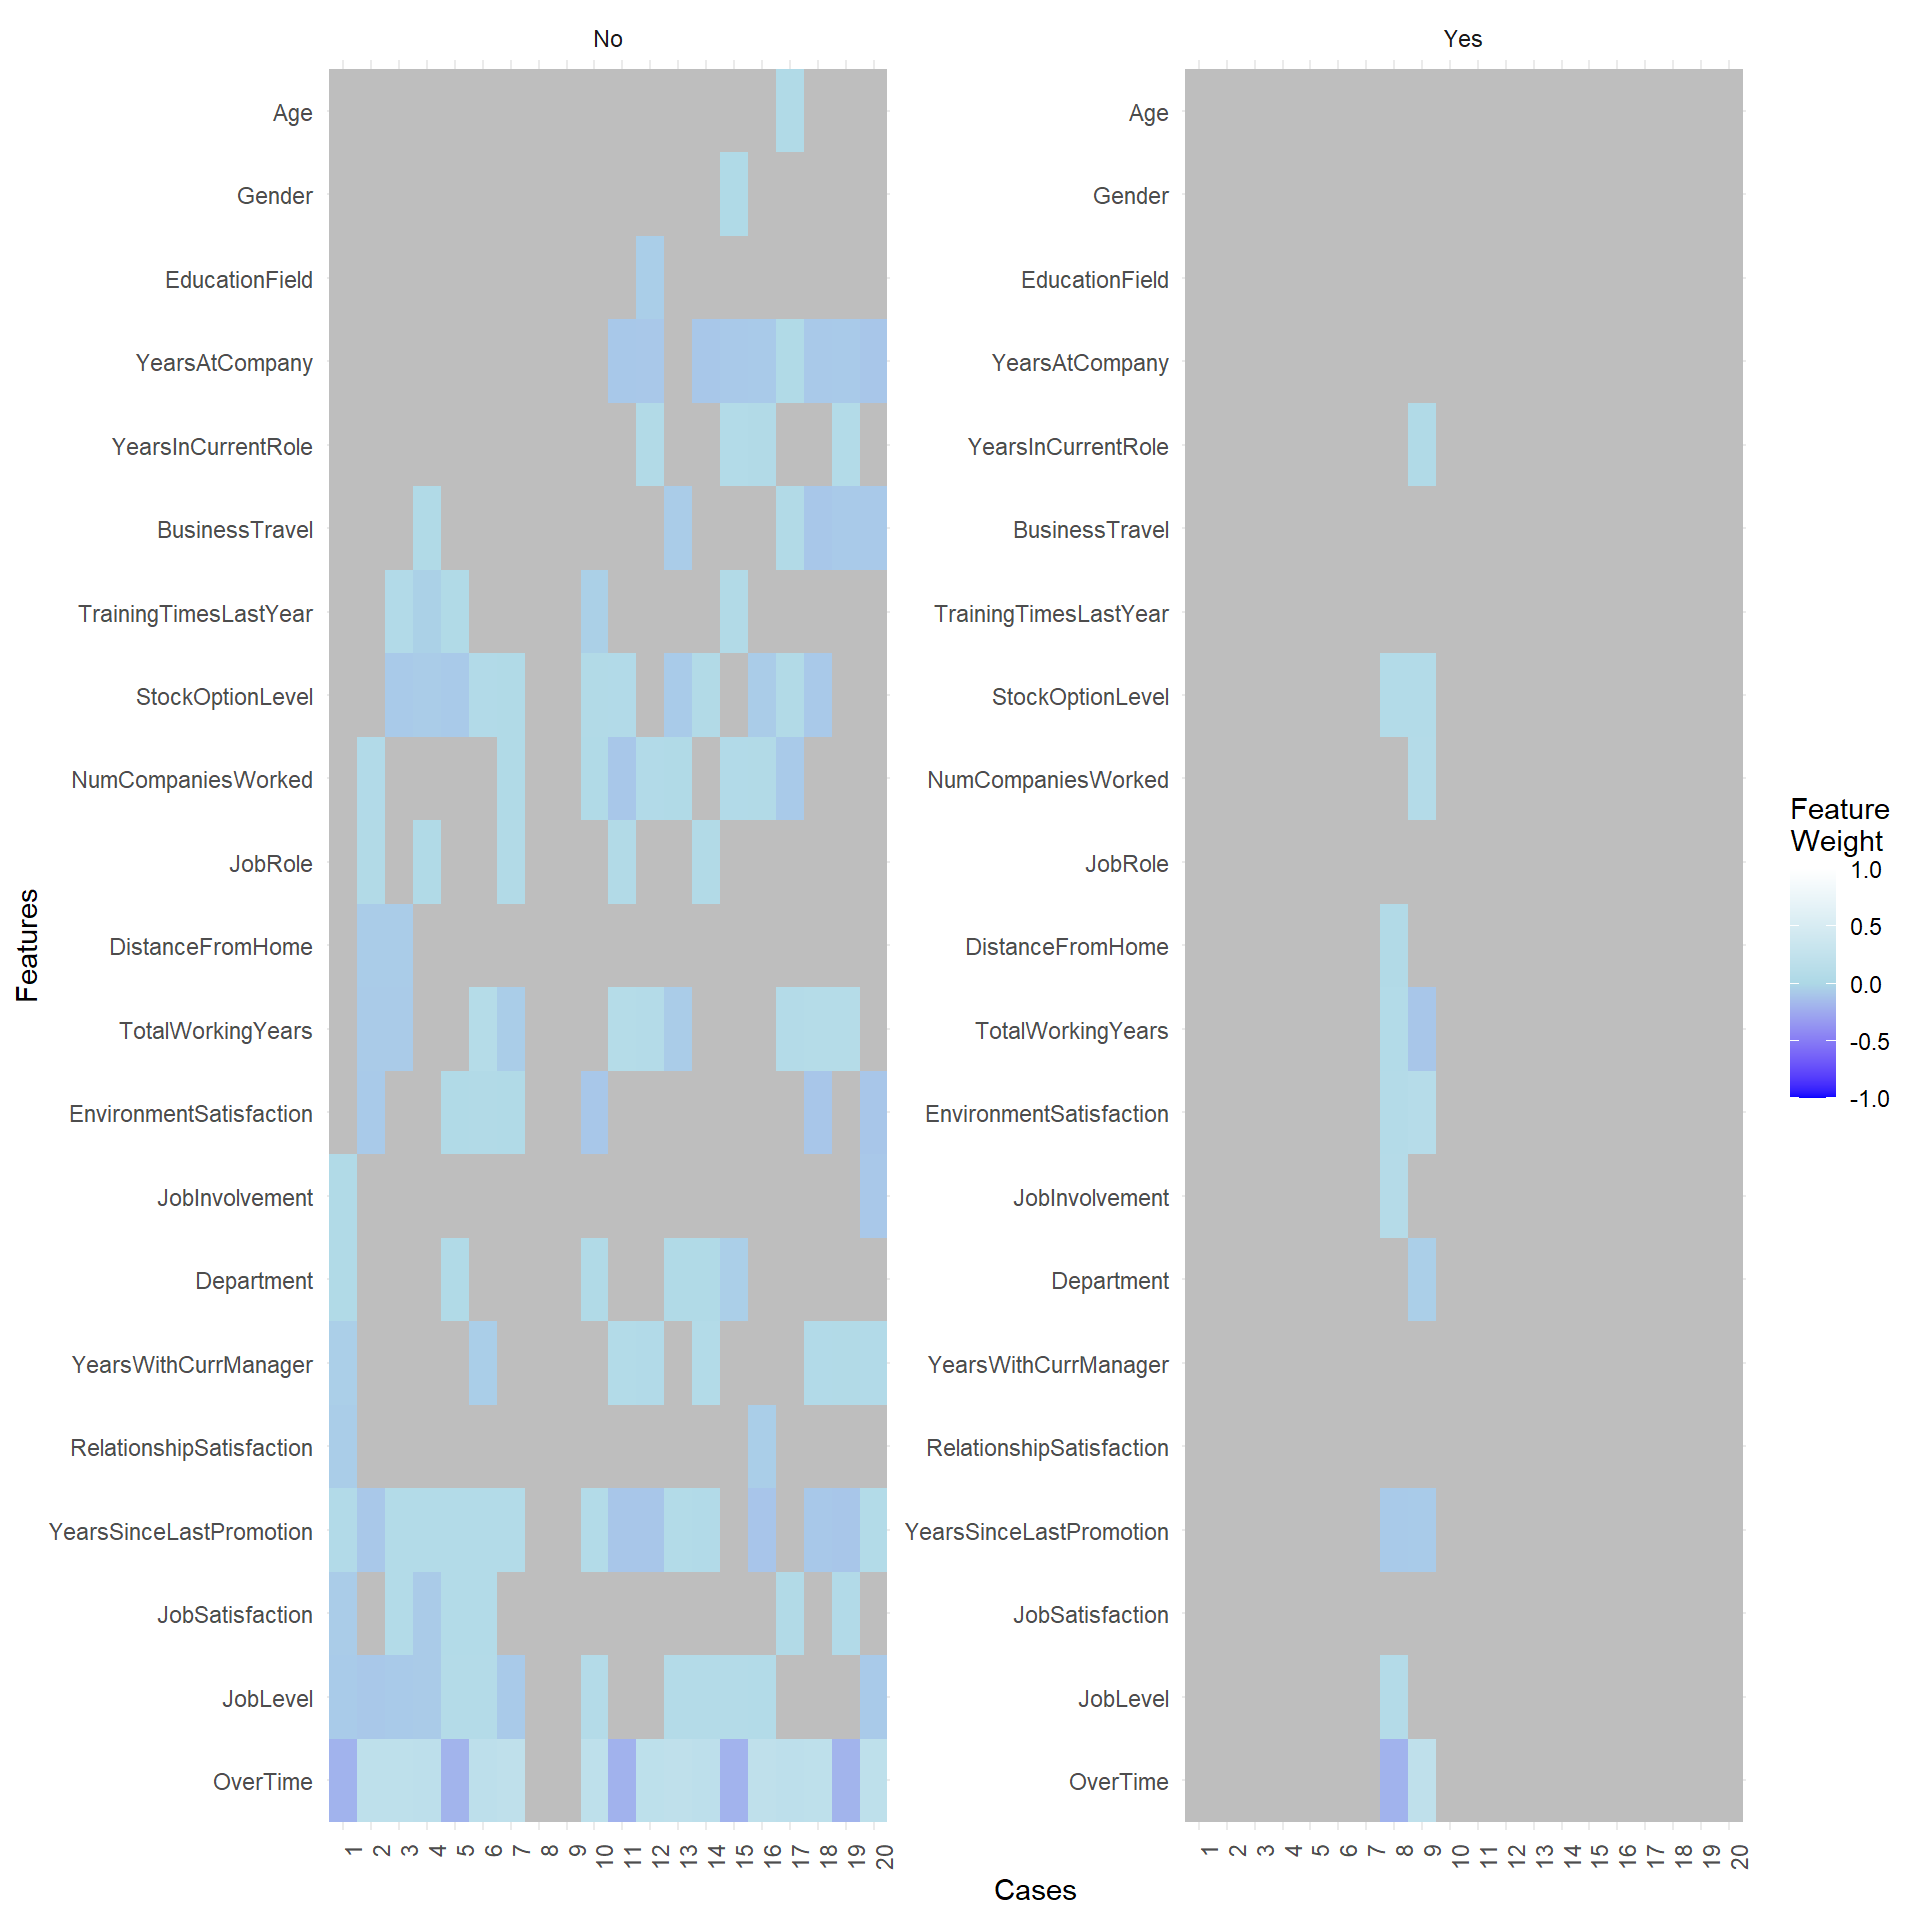 No
Yes
Age
Gender
EducationField
YearsAtCompany
YearsInCurrentRole
BusinessTravel
TrainingTimesLastYear
StockOptionLevel
NumCompaniesWorked
JobRole
DistanceFromHome
TotalWorkingYears
EnvironmentSatisfaction
JobInvolvement
Department
YearsWithCurrManager
RelationshipSatisfaction
YearsSinceLastPromotion
JobSatisfaction
JobLevel
OverTime
Age
Gender
EducationField
YearsAtCompany
YearsInCurrentRole
BusinessTravel
TrainingTimesLastYear
StockOptionLevel
NumCompaniesWorked
JobRole
DistanceFromHome
TotalWorkingYears
EnvironmentSatisfaction
JobInvolvement
Department
YearsWithCurrManager
RelationshipSatisfaction
YearsSinceLastPromotion
JobSatisfaction
JobLevel
OverTime
Features
1 2 3 4 5 6 7 8 9 10 11 12 13 14 15 16 17 18 19 20
1 2 3 4 5 6 7 8 9 10 11 12 13 14 15 16 17 18 19 20
Cases
Feature
Weight
1.0
0.5
0.0
-0.5
-1.0